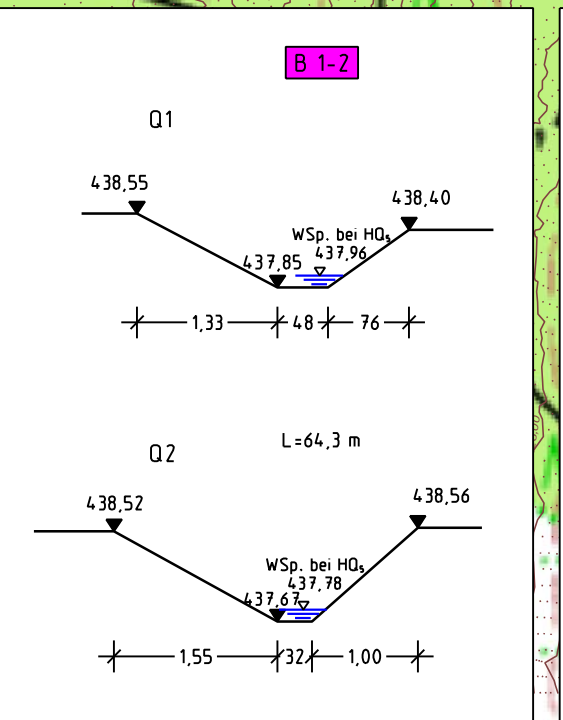 B 1-2
Q1
438,55
438,40
WSp. bei HQ₅
437,96
437,85
1,33
48
76
L=64,3 m
Q2
438,52
438,56
WSp. bei HQ₅
437,78
437,67
1,55
32
1,00